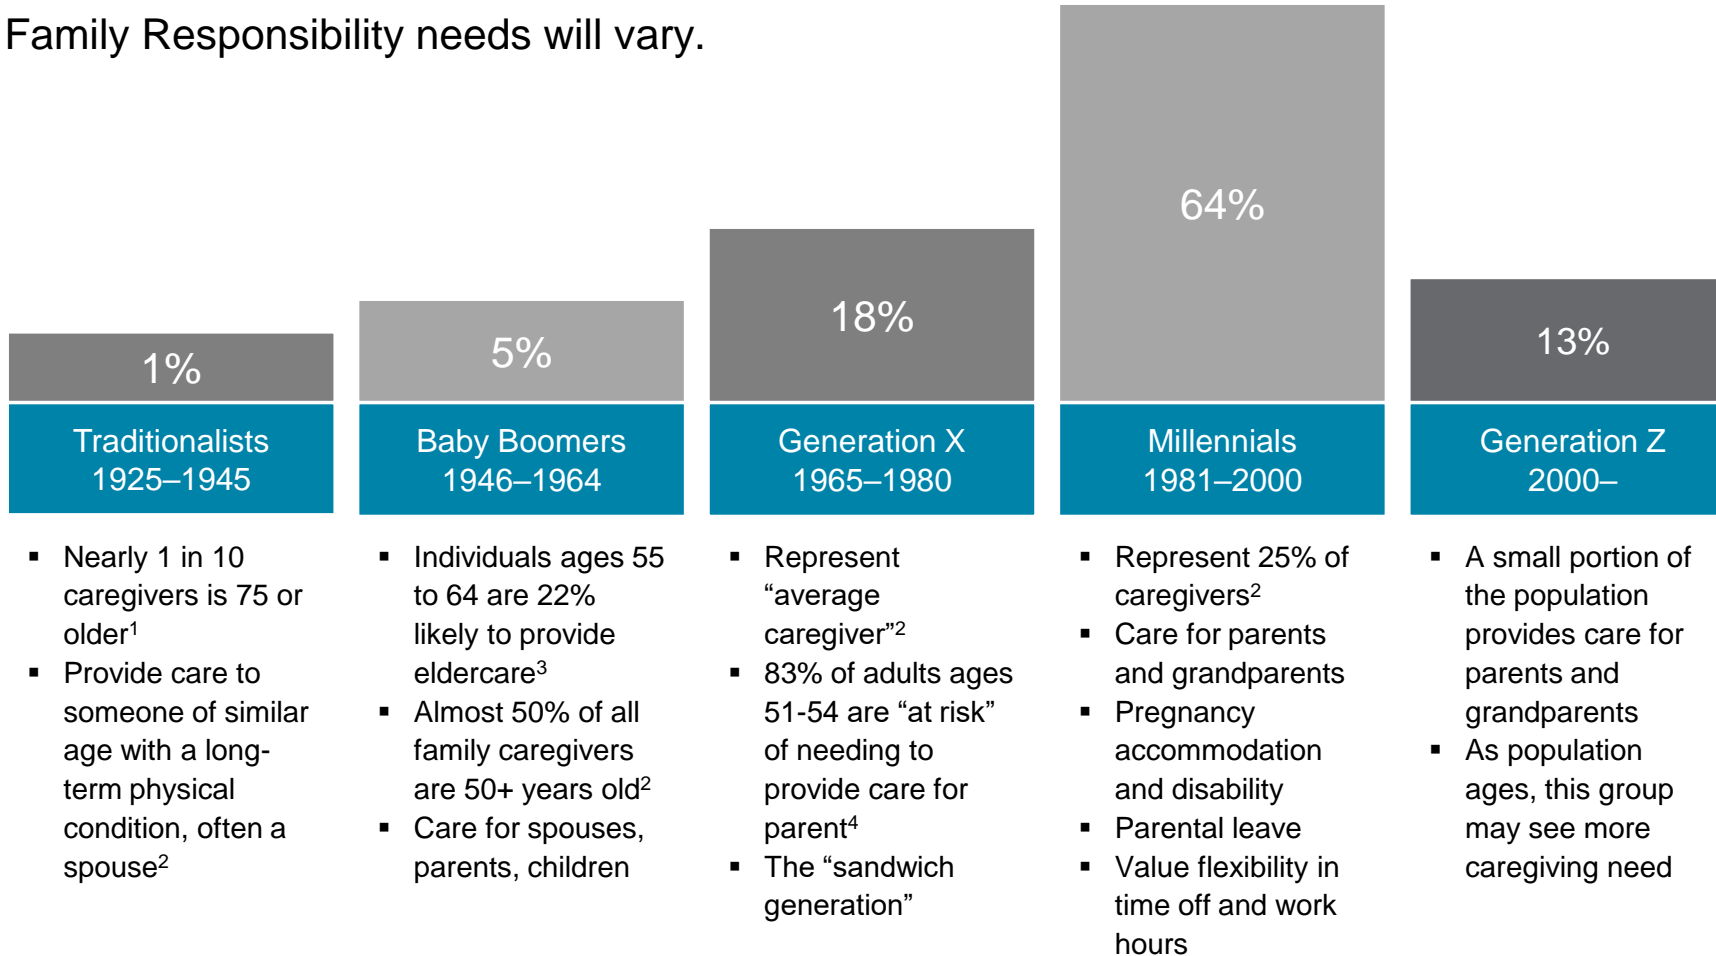 Family Responsibility needs will vary.
1%
5%
18%
64%
13%
Traditionalists
1925–1945
Baby Boomers
1946–1964
Generation X
1965–1980
Millennials
1981–2000
Generation Z
2000–
▪ Nearly 1 in 10
caregivers is 75 or
older¹
▪ Provide care to
someone of similar
age with a long-
term physical
condition, often a
spouse²
▪ Individuals ages 55
to 64 are 22%
likely to provide
eldercare³
▪ Almost 50% of all
family caregivers
are 50+ years old²
▪ Care for spouses,
parents, children
▪ Represent
“average
caregiver”²
▪ 83% of adults ages
51-54 are “at risk”
of needing to
provide care for
parent⁴
▪ The “sandwich
generation”
▪ Represent 25% of
caregivers²
▪ Care for parents
and grandparents
▪ Pregnancy
accommodation
and disability
▪ Parental leave
▪ Value flexibility in
time off and work
hours
▪ A small portion of
the population
provides care for
parents and
grandparents
▪ As population
ages, this group
may see more
caregiving need